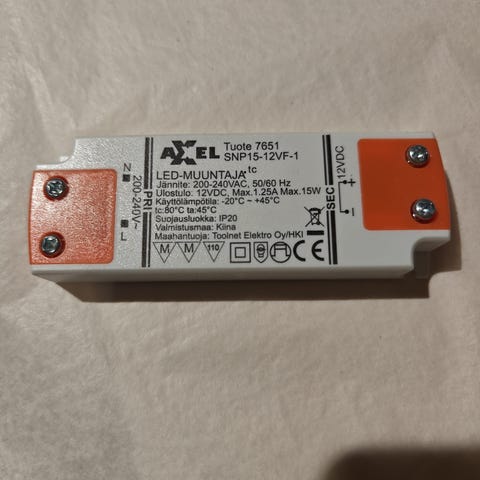 AXEL
Tuote 7651
SNP15-12VF-1
LED-MUUNTAJA
tc
Jännite: 200-240VAC, 50/60 Hz
Ulostulo: 12VDC, Max.1.25A Max.15W
Käyttölämpötila: -20°C ~ +45°C
tc:80°C ta:45°C
Suojausluokka: IP20
Valmistusmaa: Kiina
Maahantuoja: Toolnet Elektro Oy/HKI
M M 110 CE
N
200-240V~
L
PRI
SEC
12VDC
+
-